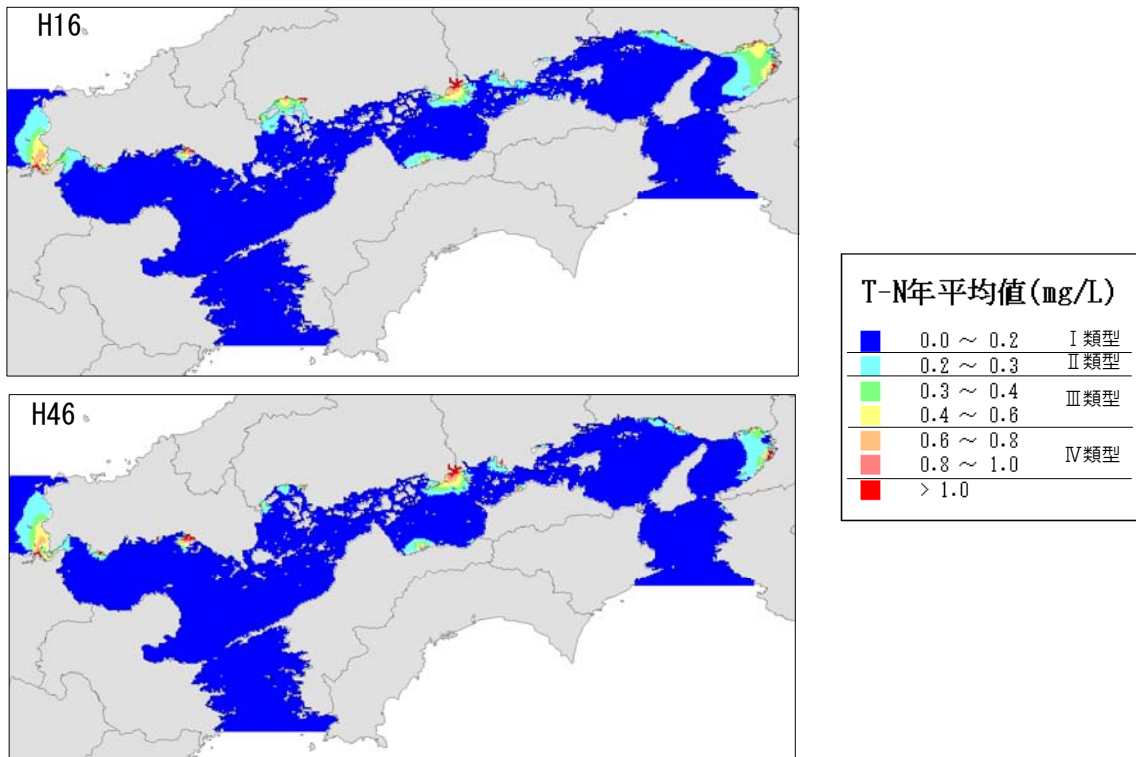 H16
H46
T-N年平均値(mg/L)
0.0 ～ 0.2 Ⅰ類型
0.2 ～ 0.3 Ⅱ類型
0.3 ～ 0.4 Ⅲ類型
0.4 ～ 0.6
0.6 ～ 0.8 Ⅳ類型
0.8 ～ 1.0
> 1.0